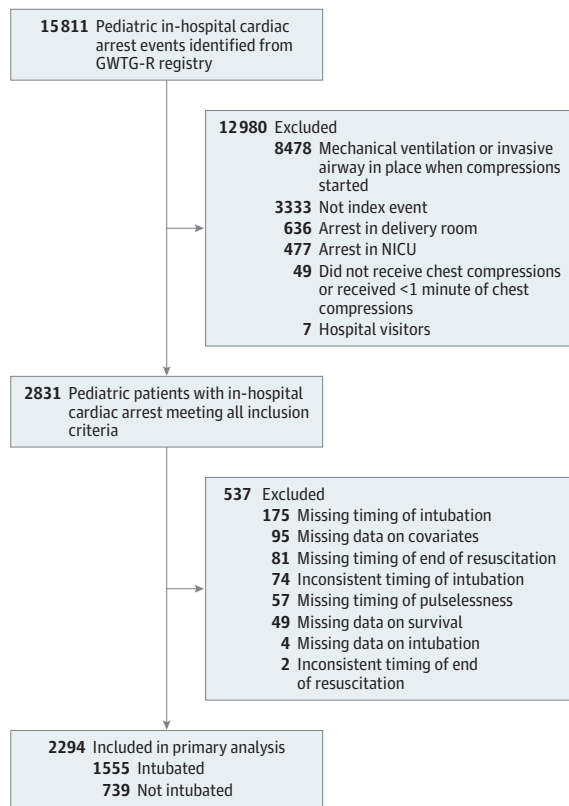 15 811 Pediatric in-hospital cardiac
arrest events identified from
GWTG-R registry
12 980 Excluded
8478 Mechanical ventilation or invasive
airway in place when compressions
started
3333 Not index event
636 Arrest in delivery room
477 Arrest in NICU
49 Did not receive chest compressions
or received <1 minute of chest
compressions
7 Hospital visitors
2831 Pediatric patients with in-hospital
cardiac arrest meeting all inclusion
criteria
537 Excluded
175 Missing timing of intubation
95 Missing data on covariates
81 Missing timing of end of resuscitation
74 Inconsistent timing of intubation
57 Missing timing of pulselessness
49 Missing data on survival
4 Missing data on intubation
2 Inconsistent timing of end
of resuscitation
2294 Included in primary analysis
1555 Intubated
739 Not intubated